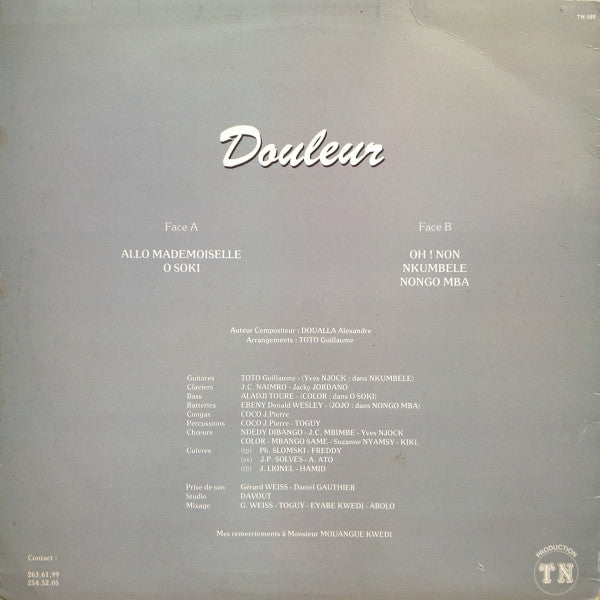 TN 589
Douleur
Face A
ALLO MADEMOISELLE
O SOKI
Face B
OH ! NON
NKUMBELE
NONGO MBA
Auteur Compositeur : DOUALLA Alexandre
Arrangements : TOTO Guillaume
Guitares TOTO Guillaume - (Yves NJOCK : dans NKUMBELE)
Claviers J.C. NAIMRO - Jacky JORDANO
Bass ALADJI TOURE - (COLOR : dans O SOKI)
Batteries EBENY Donald WESLEY - (JOJO : dans NONGO MBA)
Congas COCO J.Pierre
Percussions COCO J.Pierre - TOGUY
Chœurs NDEDY DIBANGO - J.C. MBIMBE - Yves NJOCK
COLOR - MBANGO SAME - Suzanne NYAMSY - KIKI.
Cuivres (tp) Ph. SLOMSKI - FREDDY
(sx) J.P. SOLVES - A. ATO
(tb) J. LIONEL - HAMID
Prise de son Gérard WEISS - Daniel GAUTHIER
Studio DAVOUT
Mixage G. WEISS - TOGUY - EYABE KWEDI - ABOLO
Mes remerciements à Monsieur MOUANGUE KWEDI
Contact :
263.61.99
254.52.05
PRODUCTION
TN